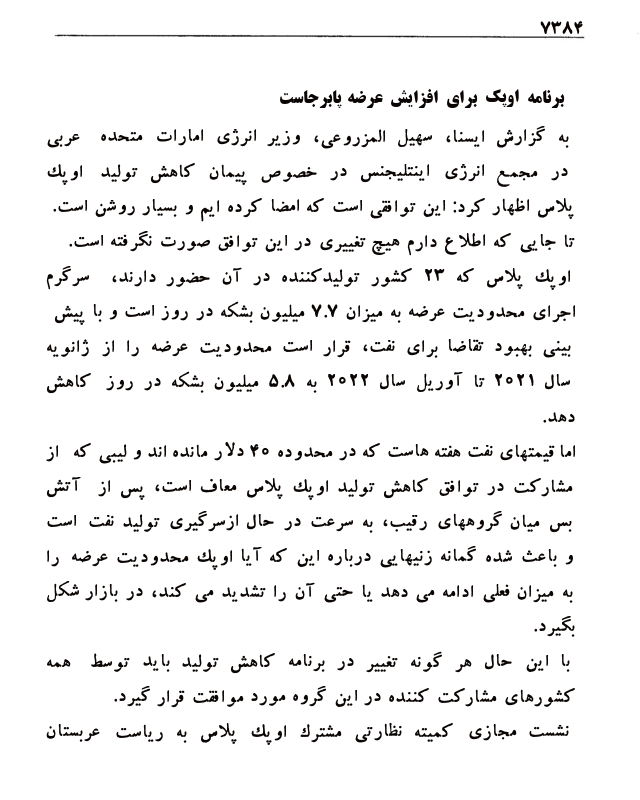 ۷۳۸۴
برنامه اوپک برای افزایش عرضه پابرجاست
به گزارش ایسنا، سهیل المزروعی، وزیر انرژی امارات متحده عربی
در مجمع انرژی اینتلیجنس در خصوص پیمان کاهش تولید اوپک
پلاس اظهار کرد: این توافقی است که امضا کرده ایم و بسیار روشن است.
تا جایی که اطلاع دارم هیچ تغییری در این توافق صورت نگرفته است.
اوپک پلاس که ۲۳ کشور تولیدکننده در آن حضور دارند، سرگرم
اجرای محدودیت عرضه به میزان ۷.۷ میلیون بشکه در روز است و با پیش
بینی بهبود تقاضا برای نفت، قرار است محدودیت عرضه را از ژانویه
سال ۲۰۲۱ تا آوریل سال ۲۰۲۲ به ۵.۸ میلیون بشکه در روز کاهش
دهد.
اما قیمتهای نفت هفته هاست که در محدوده ۴۰ دلار مانده اند و لیبی که از
مشارکت در توافق کاهش تولید اوپک پلاس معاف است، پس از آتش
بس میان گروههای رقیب، به سرعت در حال ازسرگیری تولید نفت است
و باعث شده گمانه زنیهایی درباره این که آیا اوپک محدودیت عرضه را
به میزان فعلی ادامه می دهد یا حتی آن را تشدید می کند، در بازار شکل
بگیرد.
با این حال هر گونه تغییر در برنامه کاهش تولید باید توسط همه
کشورهای مشارکت کننده در این گروه مورد موافقت قرار گیرد.
نشست مجازی کمیته نظارتی مشترک اوپک پلاس به ریاست عربستان